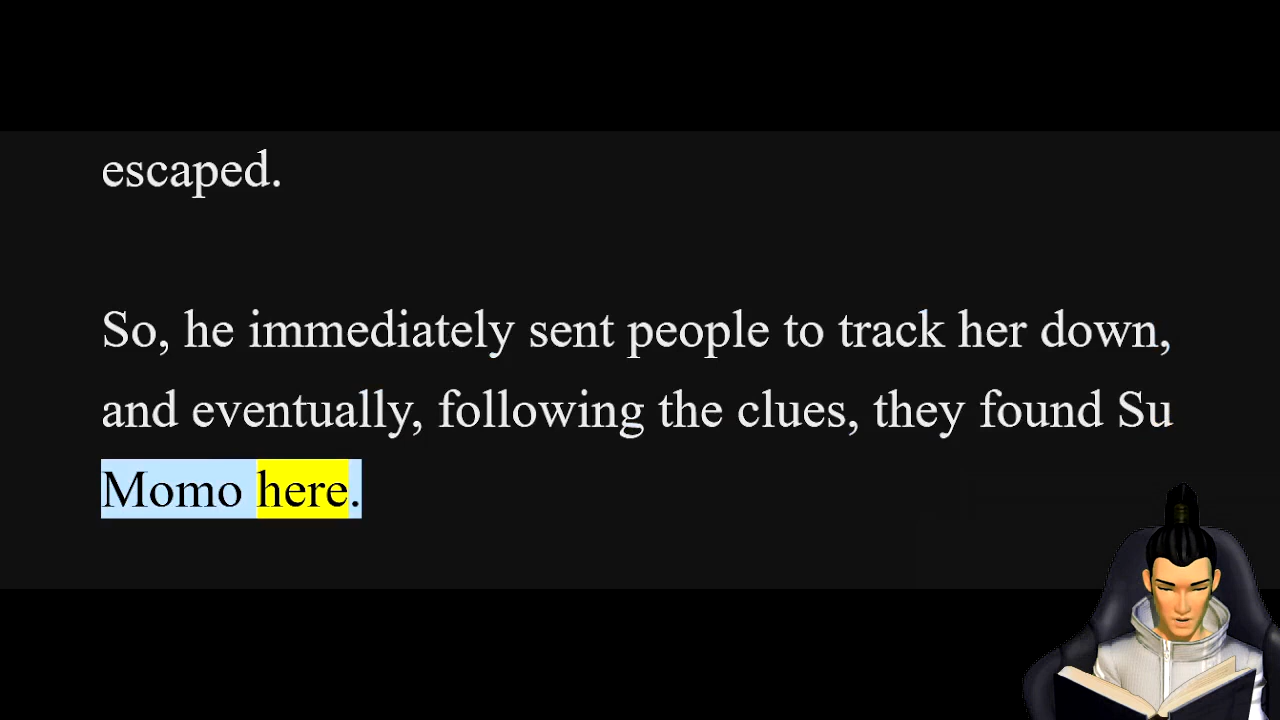 escaped.
So, he immediately sent people to track her down,
and eventually, following the clues, they found Su
Momo here.